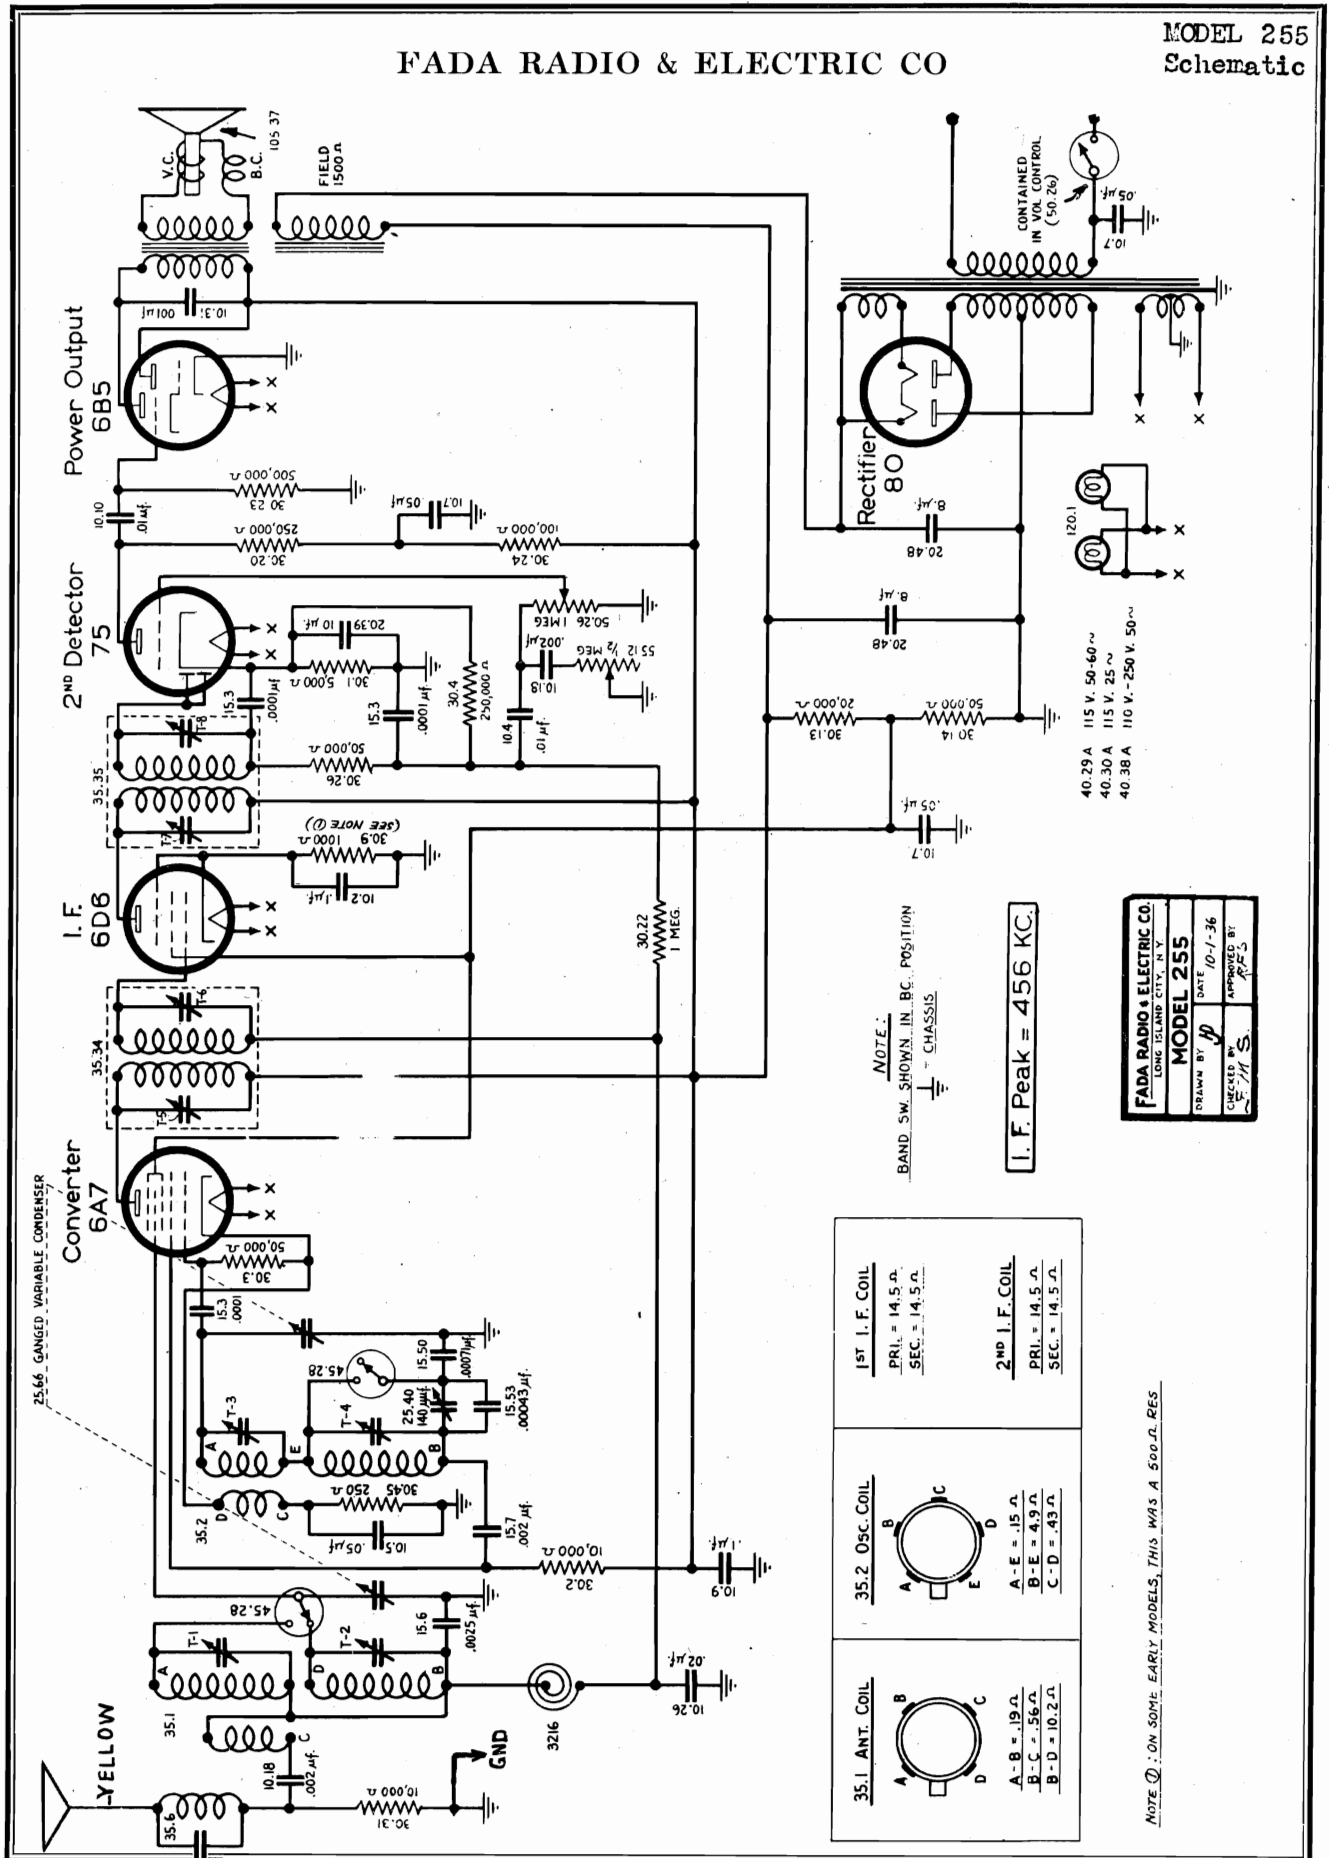 FADA RADIO & ELECTRIC CO
MODEL 255
Schematic
V.C.
B.C.
105 37
FIELD
1500 Ω
.001 µf
10.3
Power Output
6B5
X
X
CONTAINED
IN VOL CONTROL
(50.26)
.05 µf.
10.7
Rectifier
80
X
X
10.10
.01 µf.
500,000 Ω
30.23
250,000 Ω
30.20
.05 µf.
10.7
100,000 Ω
30.24
8. µf.
20.48
120.1
X
X
2ND Detector
75
X
X
10 µf.
20.39
5,000 Ω
30.1
15.3
.0001 µf
15.3
.0001 µf.
30.4
250,000 Ω
50.26 1 MEG
.002 µf
10.18
55 12 ½ MEG
10.4
.01 µf.
8. µf.
20.48
20,000 Ω
30.13
50,000 Ω
30.14
40.29 A 115 V. 50-60~
40.30 A 115 V. 25~
40.38 A 110 V.-250 V. 50~
35.35
T-8
T-7
50,000 Ω
30.26
(SEE NOTE ①)
1000 Ω
30.9
.1 µf.
10.2
.05 µf.
10.7
I.F.
6D6
X
X
30.22
1 MEG.
35.34
T-6
T-5
NOTE:
BAND SW. SHOWN IN BC. POSITION
- CHASSIS
I. F. Peak = 456 KC.
FADA RADIO & ELECTRIC CO.
LONG ISLAND CITY, N.Y.
MODEL 255
DRAWN BY
DATE 10-1-36
CHECKED BY
APPROVED BY
Converter
6A7
X
X
25.66 GANGED VARIABLE CONDENSER
50,000 Ω
30.3
15.3
.0001
45.28
15.50
.00071 µf.
25.40
140 µµf.
15.53
.00043 µf.
T-3
A
E
T-4
B
D
35.2
C
250 Ω
30.45
.05 µf
10.5
15.7
.002 µf.
10,000 Ω
30.2
.1 µf.
10.9
45.28
T-1
A
T-2
D
B
15.6
.0025 µf.
35.1
C
3216
.02 µf.
10.26
-YELLOW
10.18
.002 µf.
35.6
10,000 Ω
30.31
GND
1ST I. F. COIL
PRI. = 14.5 Ω
SEC. = 14.5 Ω
2ND I. F. COIL
PRI. = 14.5 Ω
SEC. = 14.5 Ω
35.2 OSC. COIL
A
B
C
D
E
A-E = .15 Ω
B-E = 4.9 Ω
C-D = .43 Ω
35.1 ANT. COIL
A
B
C
D
A-B = .19 Ω
B-C = .56 Ω
B-D = 10.2 Ω
NOTE ①: ON SOME EARLY MODELS, THIS WAS A 500 Ω RES